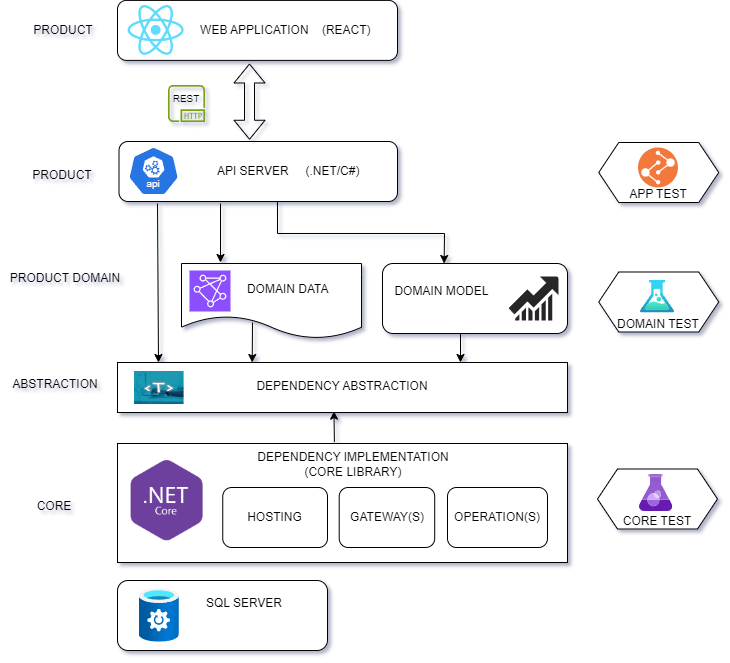 PRODUCT
WEB APPLICATION (REACT)
REST
HTTP
PRODUCT
api
API SERVER (.NET/C#)
APP TEST
PRODUCT DOMAIN
DOMAIN DATA
DOMAIN MODEL
DOMAIN TEST
ABSTRACTION
<T>
DEPENDENCY ABSTRACTION
DEPENDENCY IMPLEMENTATION
(CORE LIBRARY)
CORE
.NET
Core
HOSTING
GATEWAY(S)
OPERATION(S)
CORE TEST
SQL SERVER